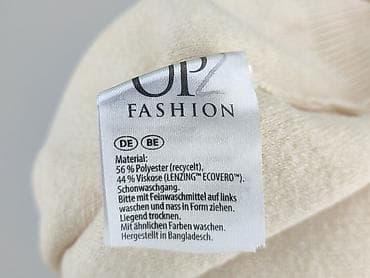 OP2
FASHION
DE BE
Material:
56 % Polyester (recycelt),
44 % Viskose (LENZING™ ECOVERO™).
Schonwaschgang.
Bitte mit Feinwaschmittel auf links
waschen und nass in Form ziehen.
Liegend trocknen.
Mit ähnlichen Farben waschen.
Hergestellt in Bangladesch.